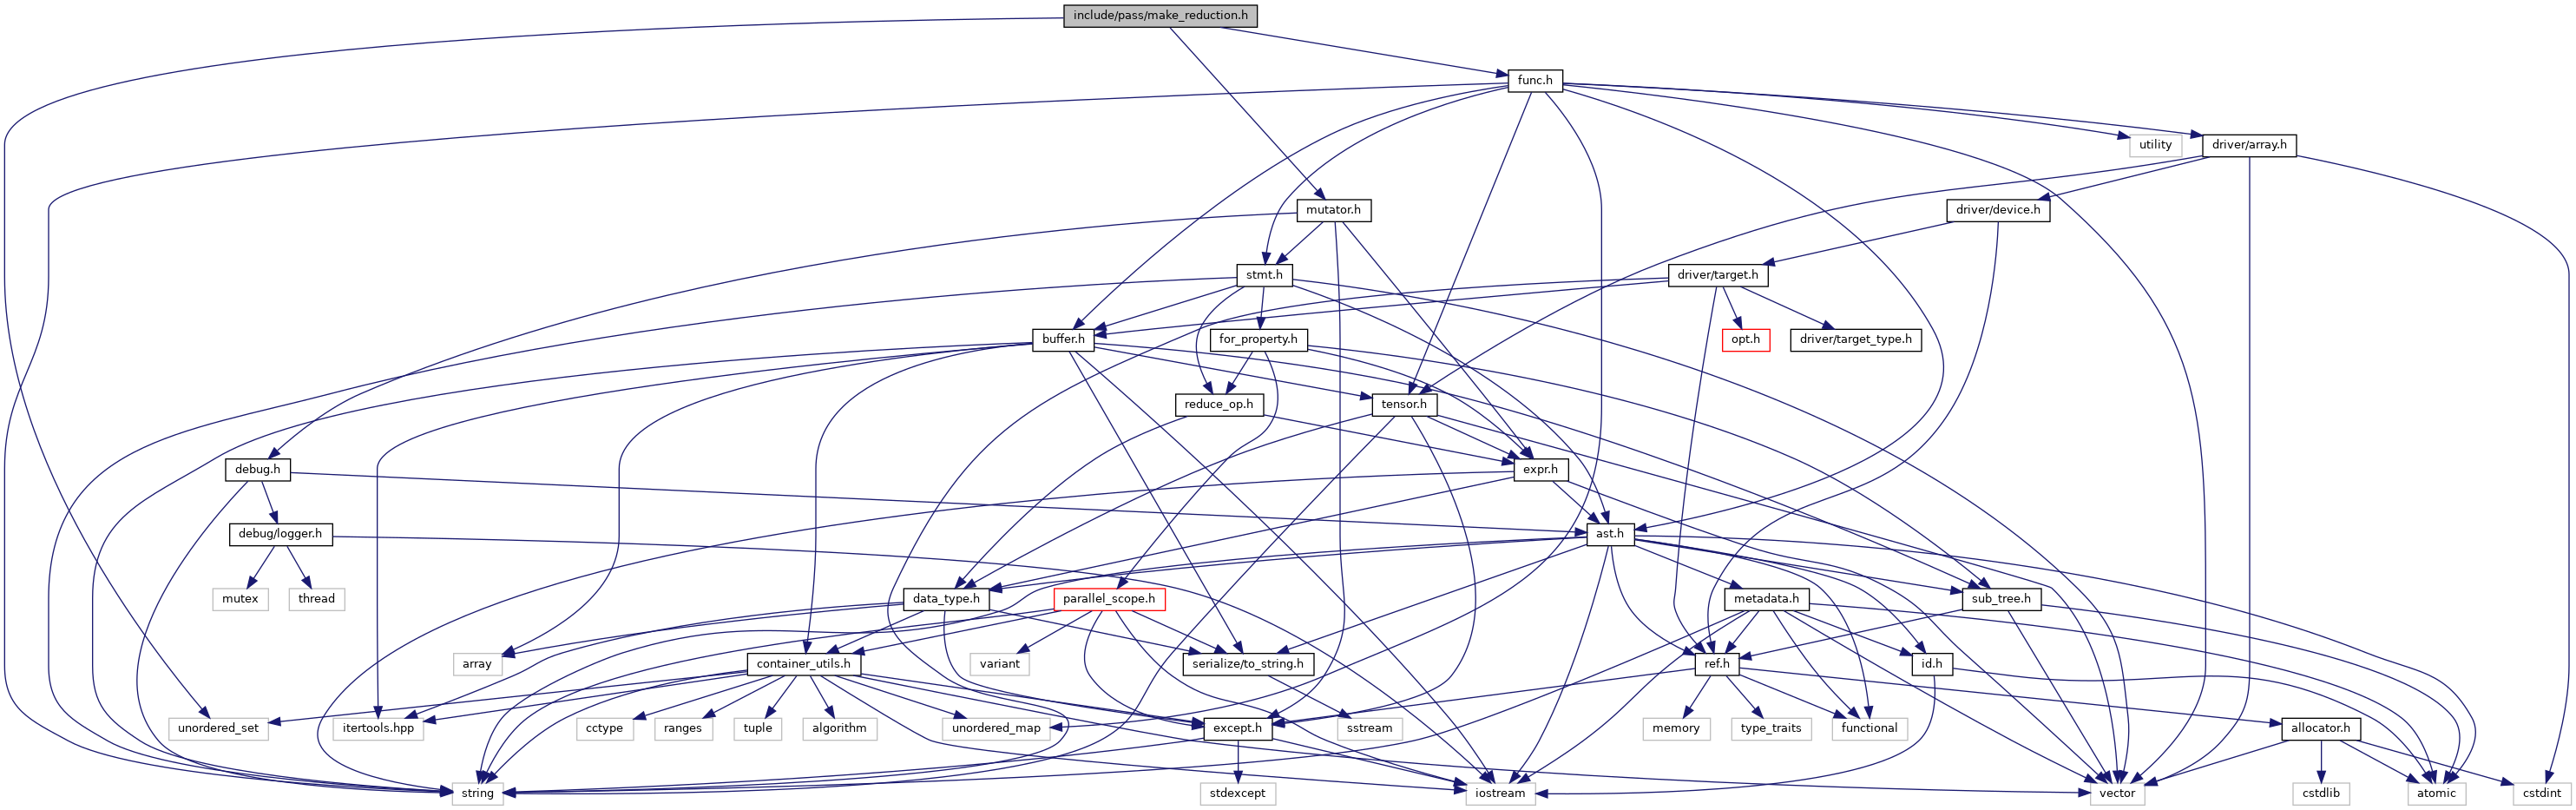 include/pass/make_reduction.h
func.h
utility
driver/array.h
mutator.h
driver/device.h
stmt.h
driver/target.h
buffer.h
for_property.h
opt.h
driver/target_type.h
reduce_op.h
tensor.h
debug.h
expr.h
debug/logger.h
ast.h
mutex
thread
data_type.h
parallel_scope.h
metadata.h
sub_tree.h
array
container_utils.h
variant
serialize/to_string.h
ref.h
id.h
unordered_set
itertools.hpp
cctype
ranges
tuple
algorithm
unordered_map
except.h
sstream
memory
type_traits
functional
allocator.h
string
stdexcept
iostream
vector
cstdlib
atomic
cstdint